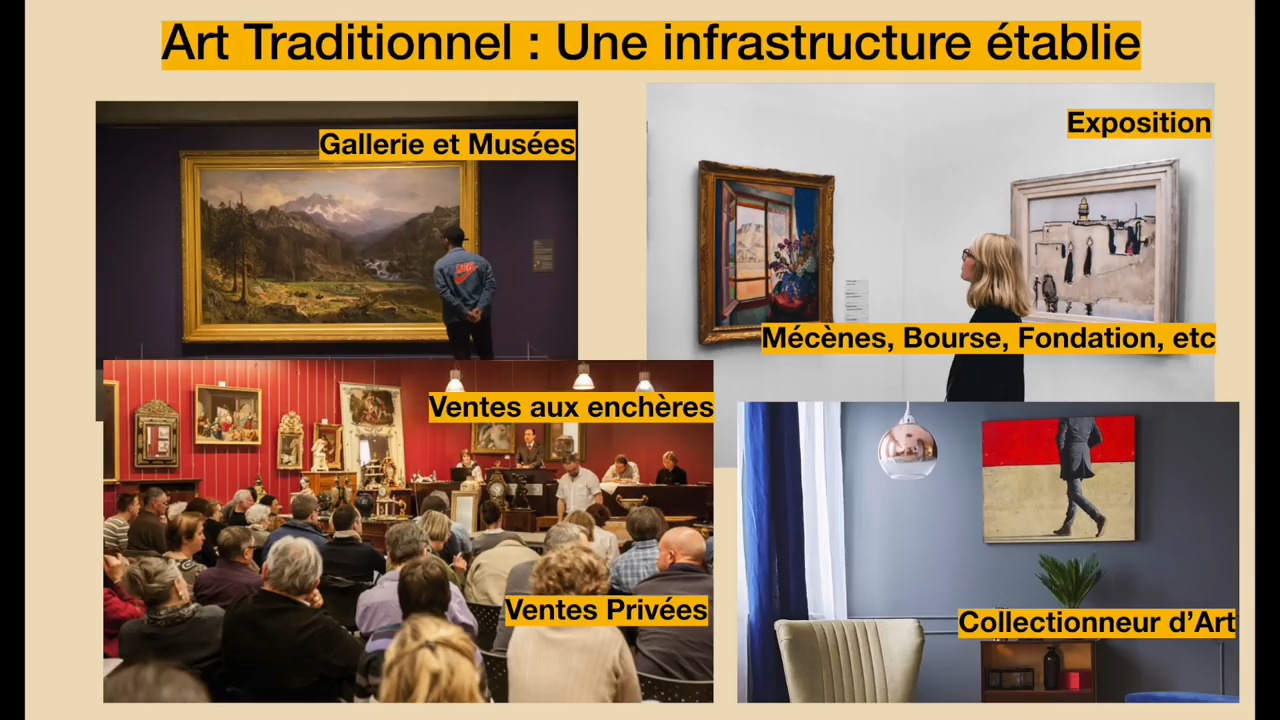 Art Traditionnel : Une infrastructure établie
Gallerie et Musées
Exposition
Mécènes, Bourse, Fondation, etc
Ventes aux enchères
Ventes Privées
Collectionneur d'Art